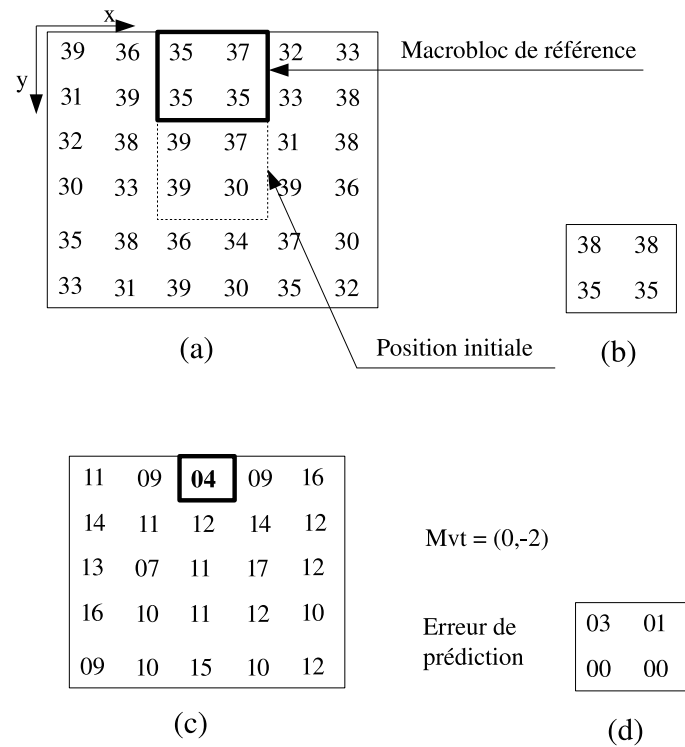 x
y
39 36 35 37 32 33
31 39 35 35 33 38
32 38 39 37 31 38
30 33 39 30 39 36
35 38 36 34 37 30
33 31 39 30 35 32
Macrobloc de référence
38 38
35 35
(a)
Position initiale
(b)
11 09 04 09 16
14 11 12 14 12
13 07 11 17 12
16 10 11 12 10
09 10 15 10 12
(c)
Mvt = (0,-2)
Erreur de
prédiction
03 01
00 00
(d)